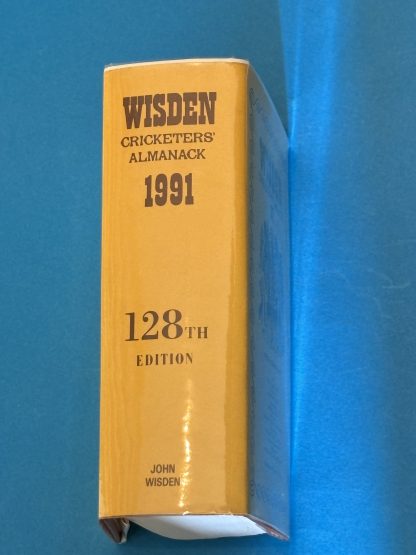 WISDEN
CRICKETERS'
ALMANACK
1991
128TH
EDITION
JOHN
WISDEN